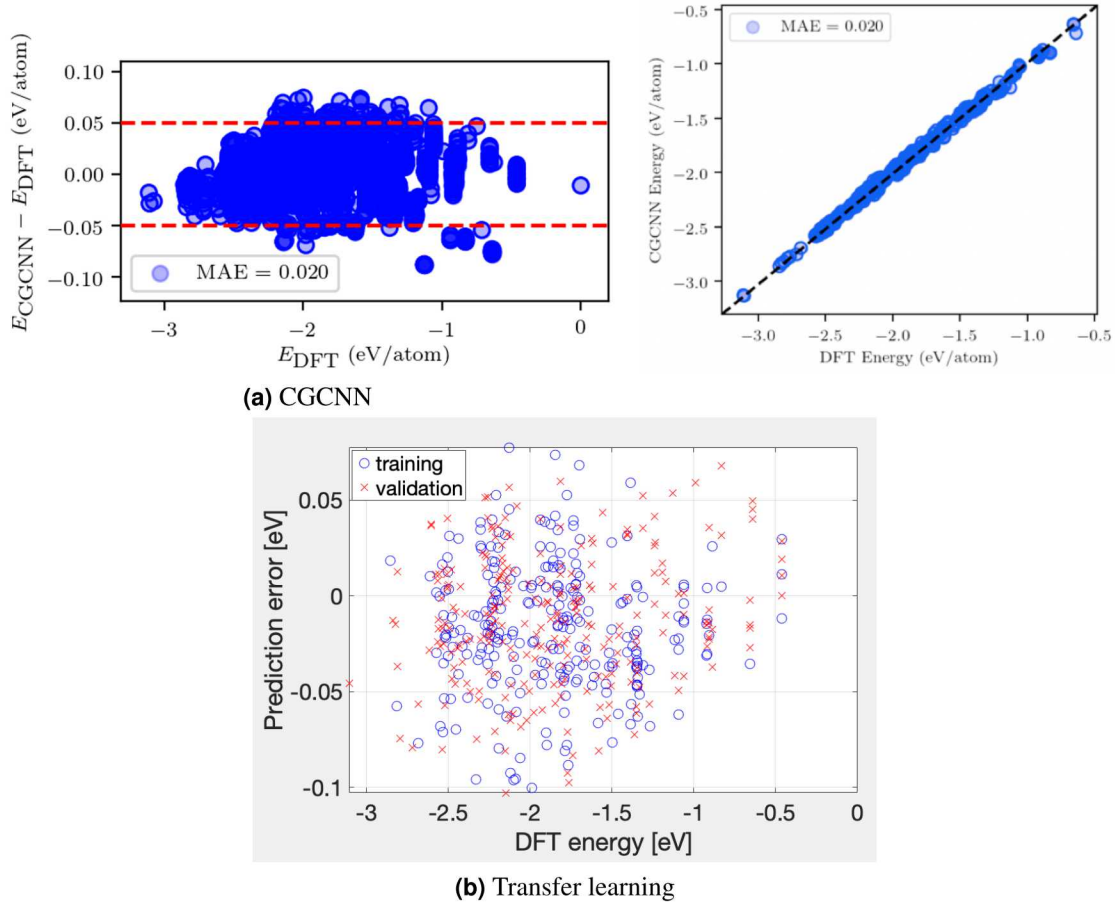 0.10
0.05
0.00
−0.05
−0.10
E_CGCNN − E_DFT (eV/atom)
MAE = 0.020
−3
−2
−1
0
E_DFT (eV/atom)
−0.5
−1.0
−1.5
−2.0
−2.5
−3.0
CGCNN Energy (eV/atom)
MAE = 0.020
−3.0
−2.5
−2.0
−1.5
−1.0
−0.5
DFT Energy (eV/atom)
(a) CGCNN
training
validation
0.05
0
-0.05
-0.1
Prediction error [eV]
-3
-2.5
-2
-1.5
-1
-0.5
0
DFT energy [eV]
(b) Transfer learning